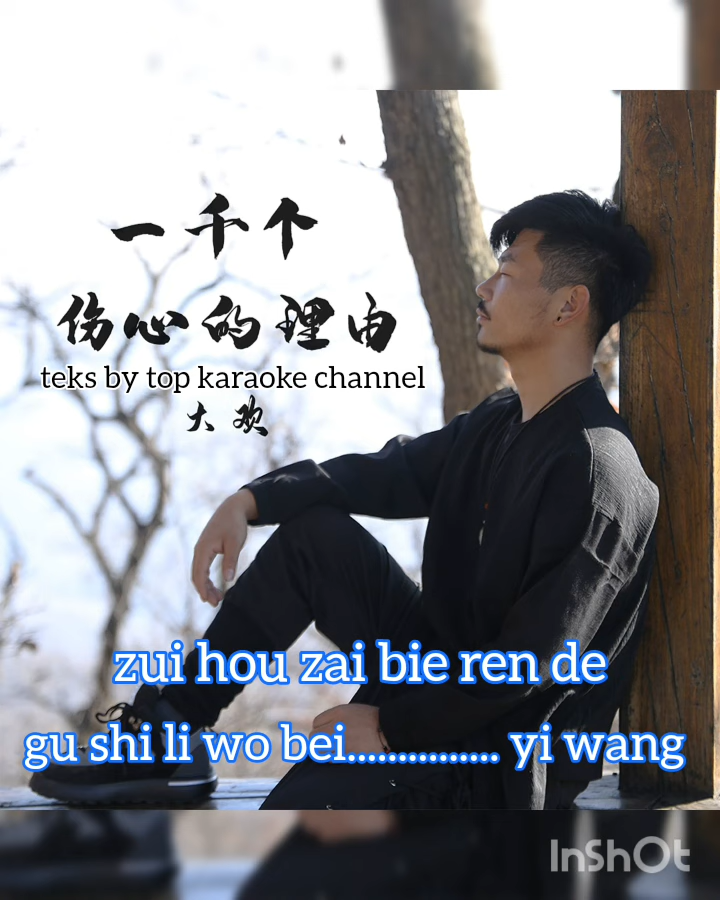 一千个
伤心的理由
teks by top karaoke channel
大欢
zui hou zai bie ren de
gu shi li wo bei............... yi wang
InShOt